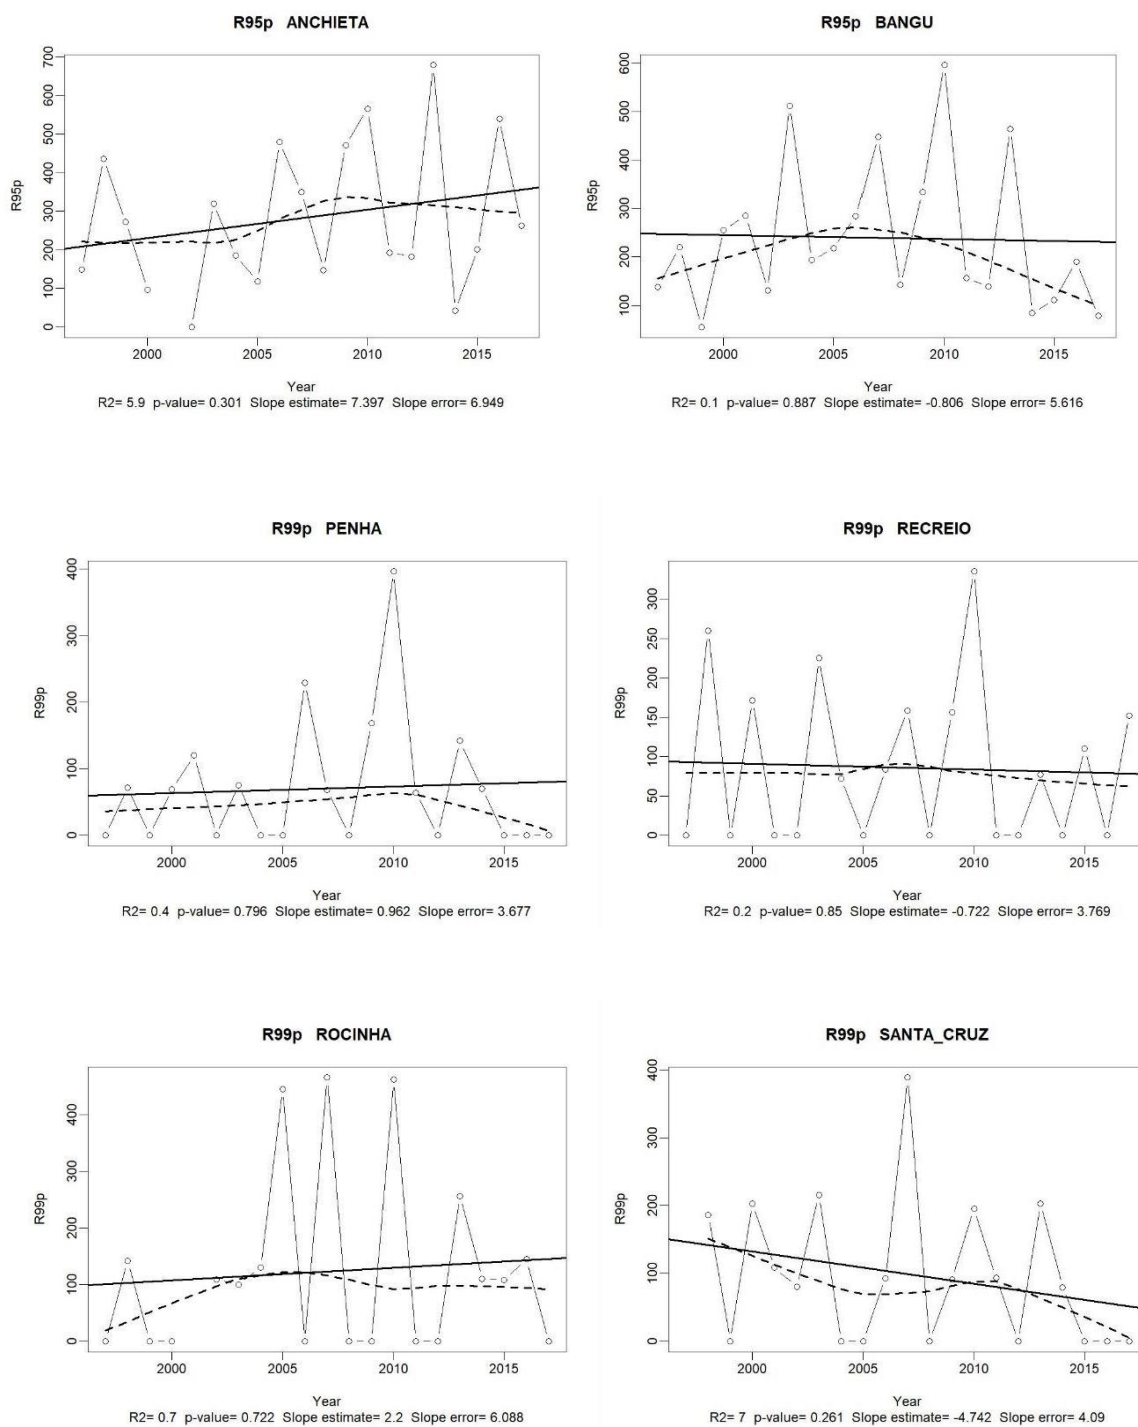 R95p ANCHIETA
R95p
700
600
500
400
300
200
100
0
2000 2005 2010 2015
Year
R2= 5.9 p-value= 0.301 Slope estimate= 7.397 Slope error= 6.949
R95p BANGU
R95p
600
500
400
300
200
100
2000 2005 2010 2015
Year
R2= 0.1 p-value= 0.887 Slope estimate= -0.806 Slope error= 5.616
R99p PENHA
R99p
400
300
200
100
0
2000 2005 2010 2015
Year
R2= 0.4 p-value= 0.796 Slope estimate= 0.962 Slope error= 3.677
R99p RECREIO
R99p
300
250
200
150
100
50
0
2000 2005 2010 2015
Year
R2= 0.2 p-value= 0.85 Slope estimate= -0.722 Slope error= 3.769
R99p ROCINHA
R99p
400
300
200
100
0
2000 2005 2010 2015
Year
R2= 0.7 p-value= 0.722 Slope estimate= 2.2 Slope error= 6.088
R99p SANTA_CRUZ
R99p
400
300
200
100
0
2000 2005 2010 2015
Year
R2= 7 p-value= 0.261 Slope estimate= -4.742 Slope error= 4.09